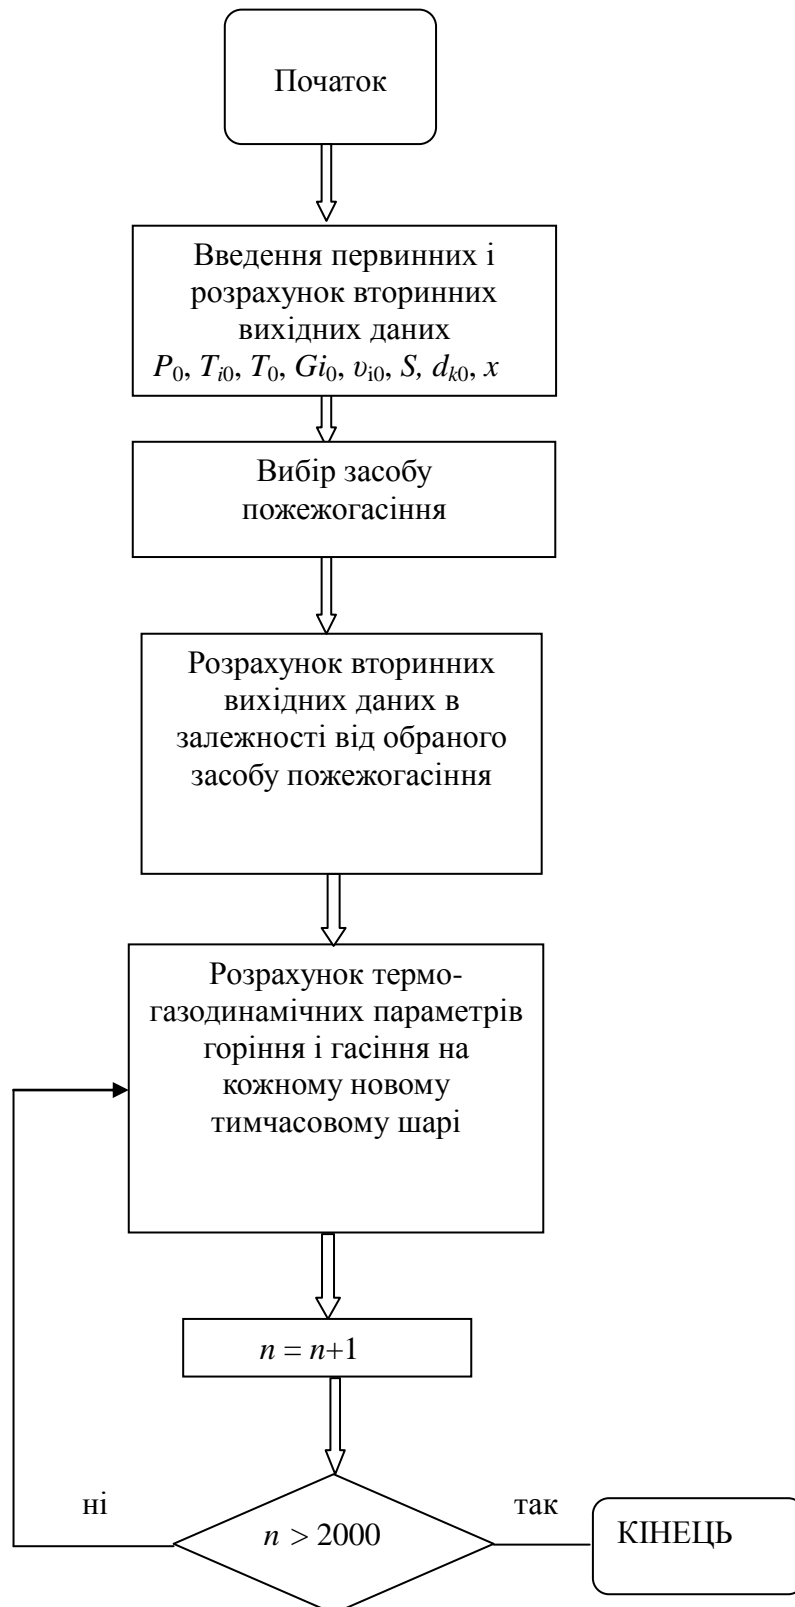 Початок
Введення первинних і
розрахунок вторинних
вихідних даних
P₀, Tᵢ₀, T₀, Gi₀, υᵢ₀, S, dₖ₀, x
Вибір засобу
пожежогасіння
Розрахунок вторинних
вихідних даних в
залежності від обраного
засобу пожежогасіння
Розрахунок термо-
газодинамічних параметрів
горіння і гасіння на
кожному новому
тимчасовому шарі
n = n+1
ні
n > 2000
так
КІНЕЦЬ